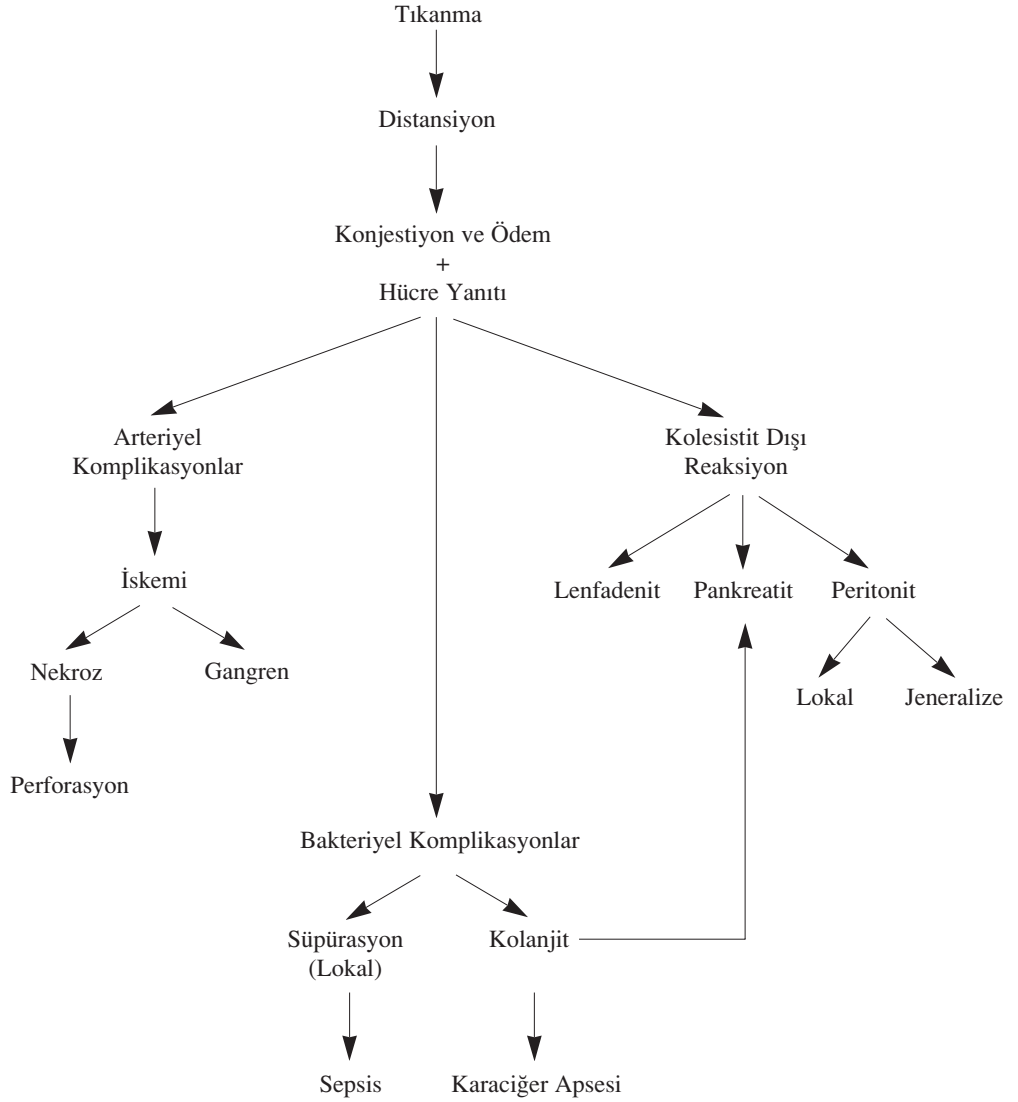 Tıkanma
Distansiyon
Konjestiyon ve Ödem
+
Hücre Yanıtı
Arteriyel
Komplikasyonlar
Kolesistit Dışı
Reaksiyon
İskemi
Lenfadenit
Pankreatit
Peritonit
Nekroz
Gangren
Lokal
Jeneralize
Perforasyon
Bakteriyel Komplikasyonlar
Süpürasyon
(Lokal)
Kolanjit
Sepsis
Karaciğer Apsesi